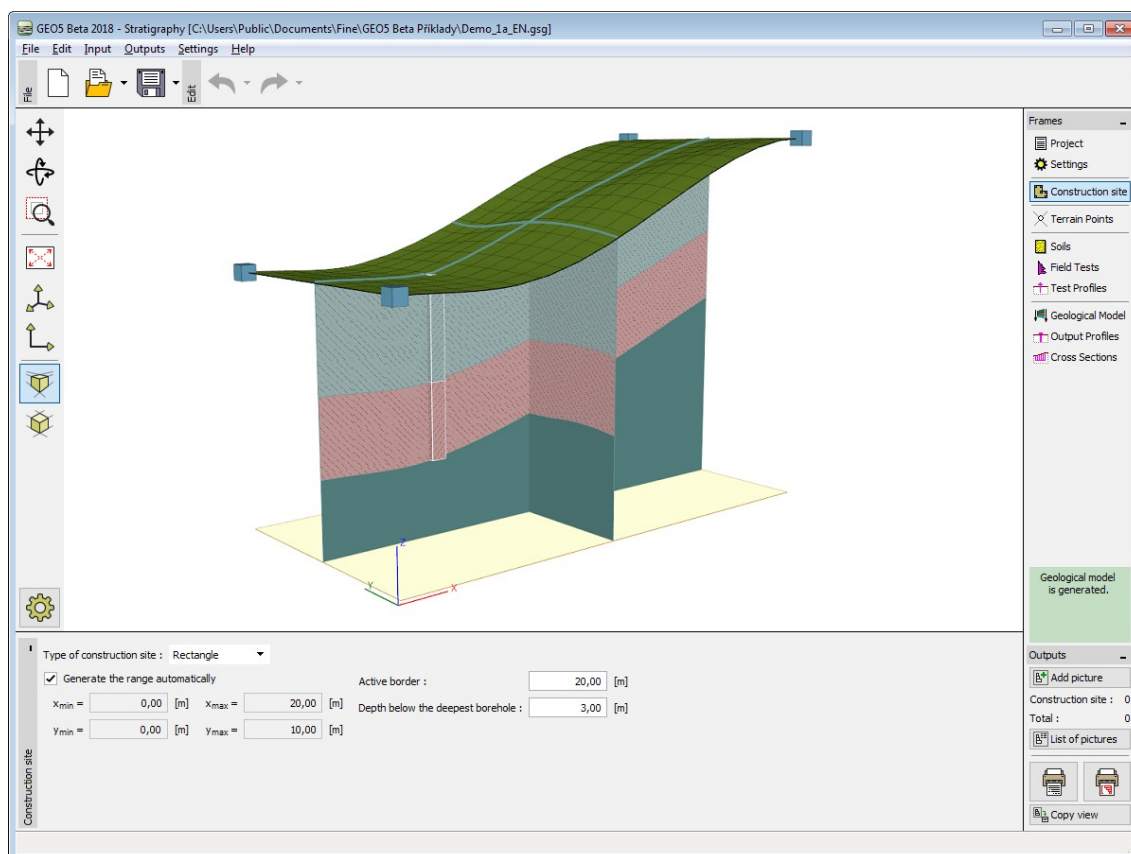 GEO5 Beta 2018 - Stratigraphy [C:\Users\Public\Documents\Fine\GEO5 Beta Příklady\Demo_1a_EN.gsg]
File Edit Input Outputs Settings Help
File
Edit
Frames
Project
Settings
Construction site
Terrain Points
Soils
Field Tests
Test Profiles
Geological Model
Output Profiles
Cross Sections
Z
Y
X
Geological model
is generated.
Construction site
Type of construction site : Rectangle
Generate the range automatically
xmin = 0,00 [m] xmax = 20,00 [m]
ymin = 0,00 [m] ymax = 10,00 [m]
Active border : 20,00 [m]
Depth below the deepest borehole : 3,00 [m]
Outputs
Add picture
Construction site : 0
Total : 0
List of pictures
Copy view